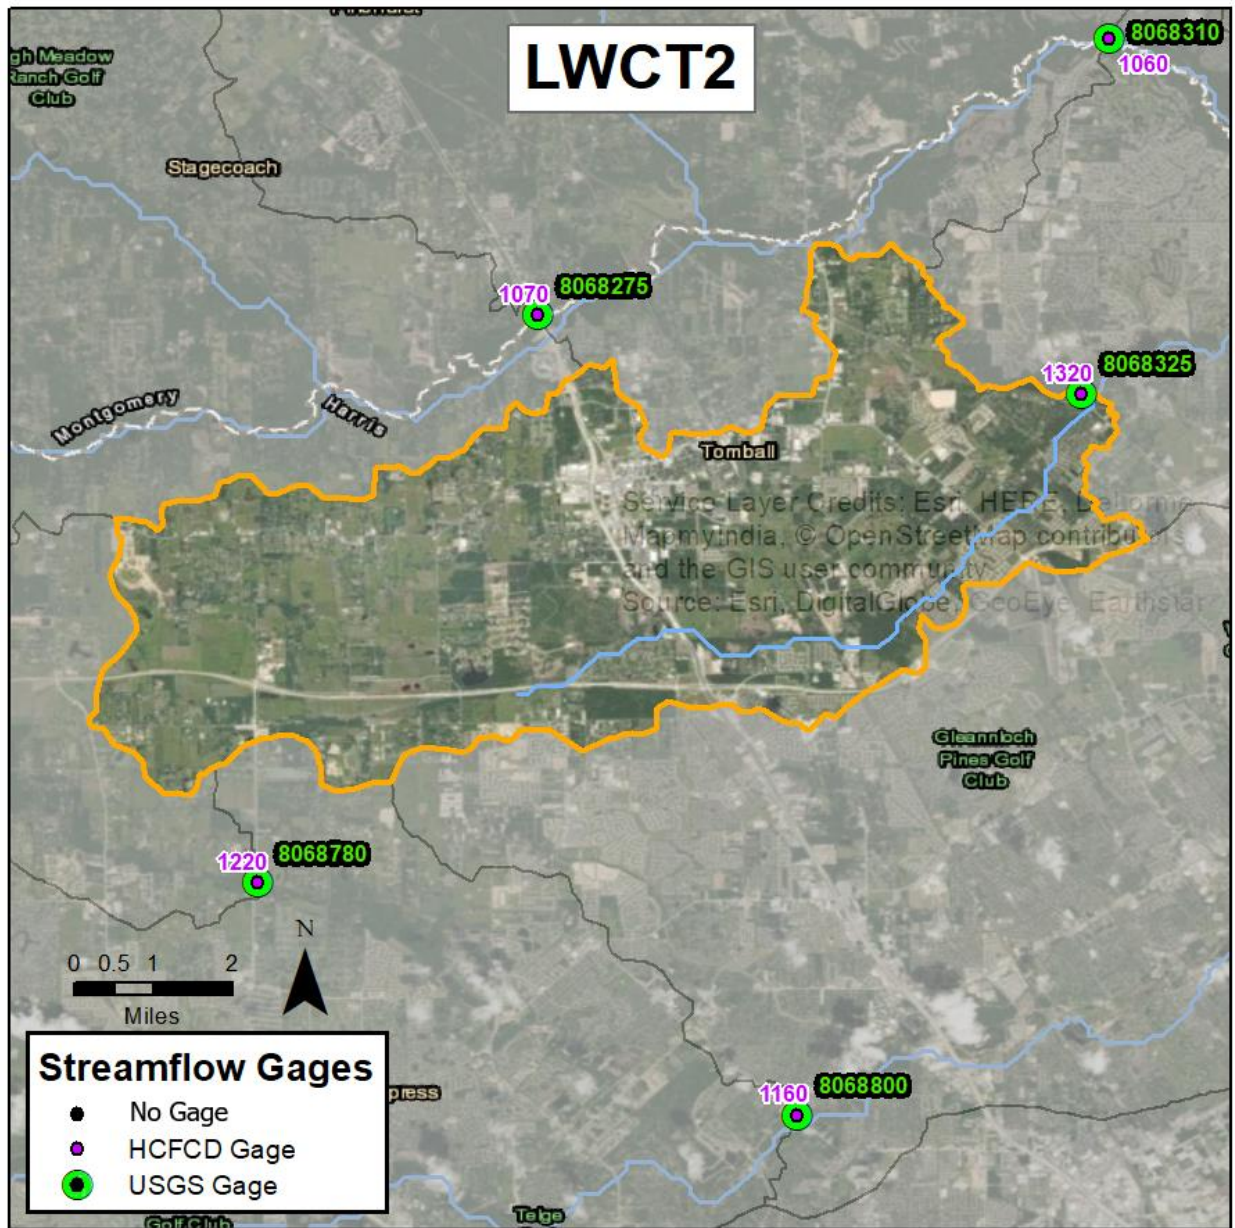 LWCT2
8068310
1060
gh Meadow
Ranch Golf
Club
Stagecoach
1070
8068275
1320
8068325
Montgomery
Harris
Tomball
Service Layer Credits: Esri, HERE, DeLorme,
MapmyIndia, © OpenStreetMap contributors,
and the GIS user community
Source: Esri, DigitalGlobe, GeoEye, Earthstar
Gleannloch
Pines Golf
Club
1220
8068780
N
0 0.5 1 2
Miles
Streamflow Gages
No Gage
HCFCD Gage
USGS Gage
press
1160
8068800
Golf Club
Telge